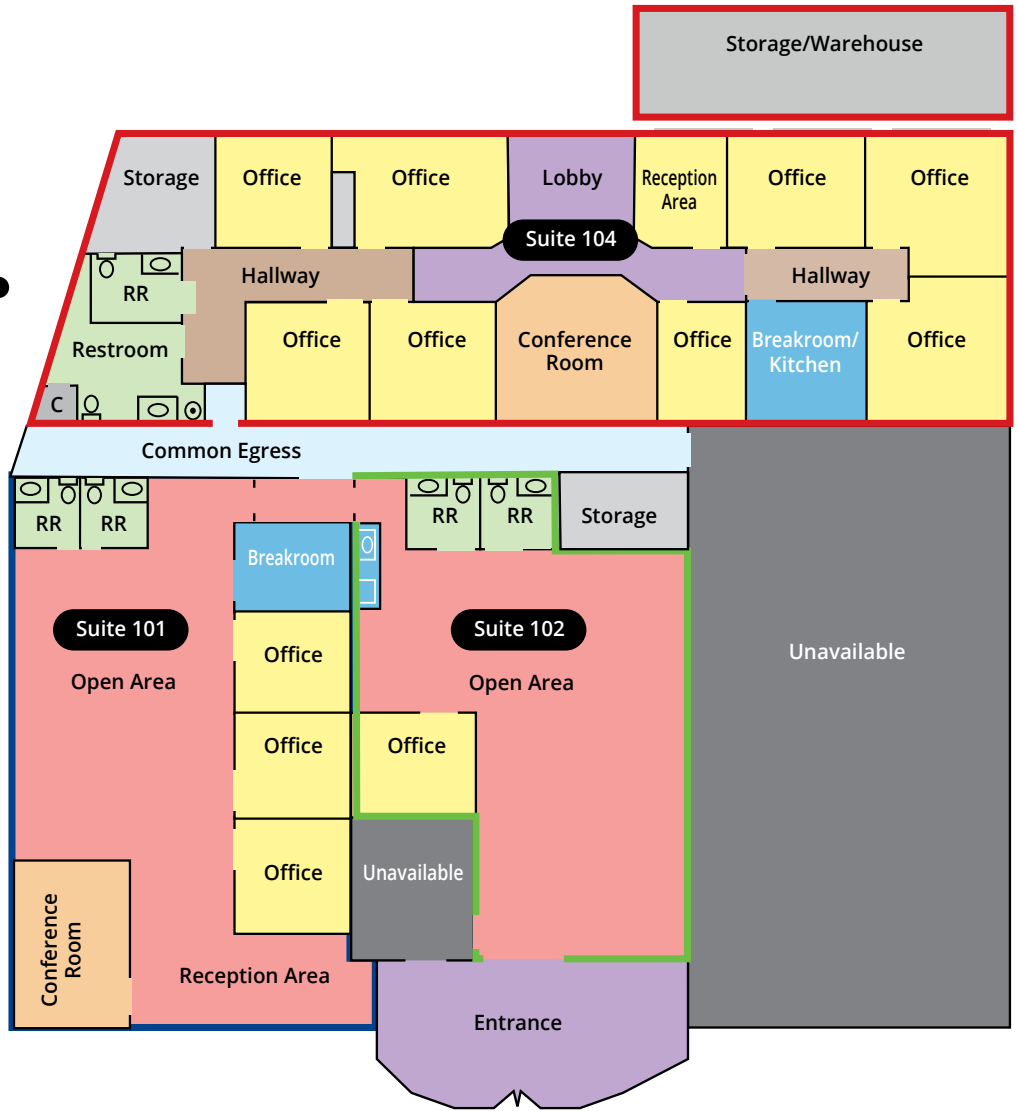 Storage/Warehouse
Storage
Office
Office
Lobby
Reception
Area
Office
Office
Suite 104
Hallway
Hallway
RR
Restroom
Office
Office
Conference
Room
Office
Breakroom/
Kitchen
Office
C
Common Egress
RR
RR
RR
RR
Storage
Breakroom
Suite 101
Suite 102
Open Area
Office
Open Area
Unavailable
Office
Office
Office
Unavailable
Conference
Room
Reception Area
Entrance